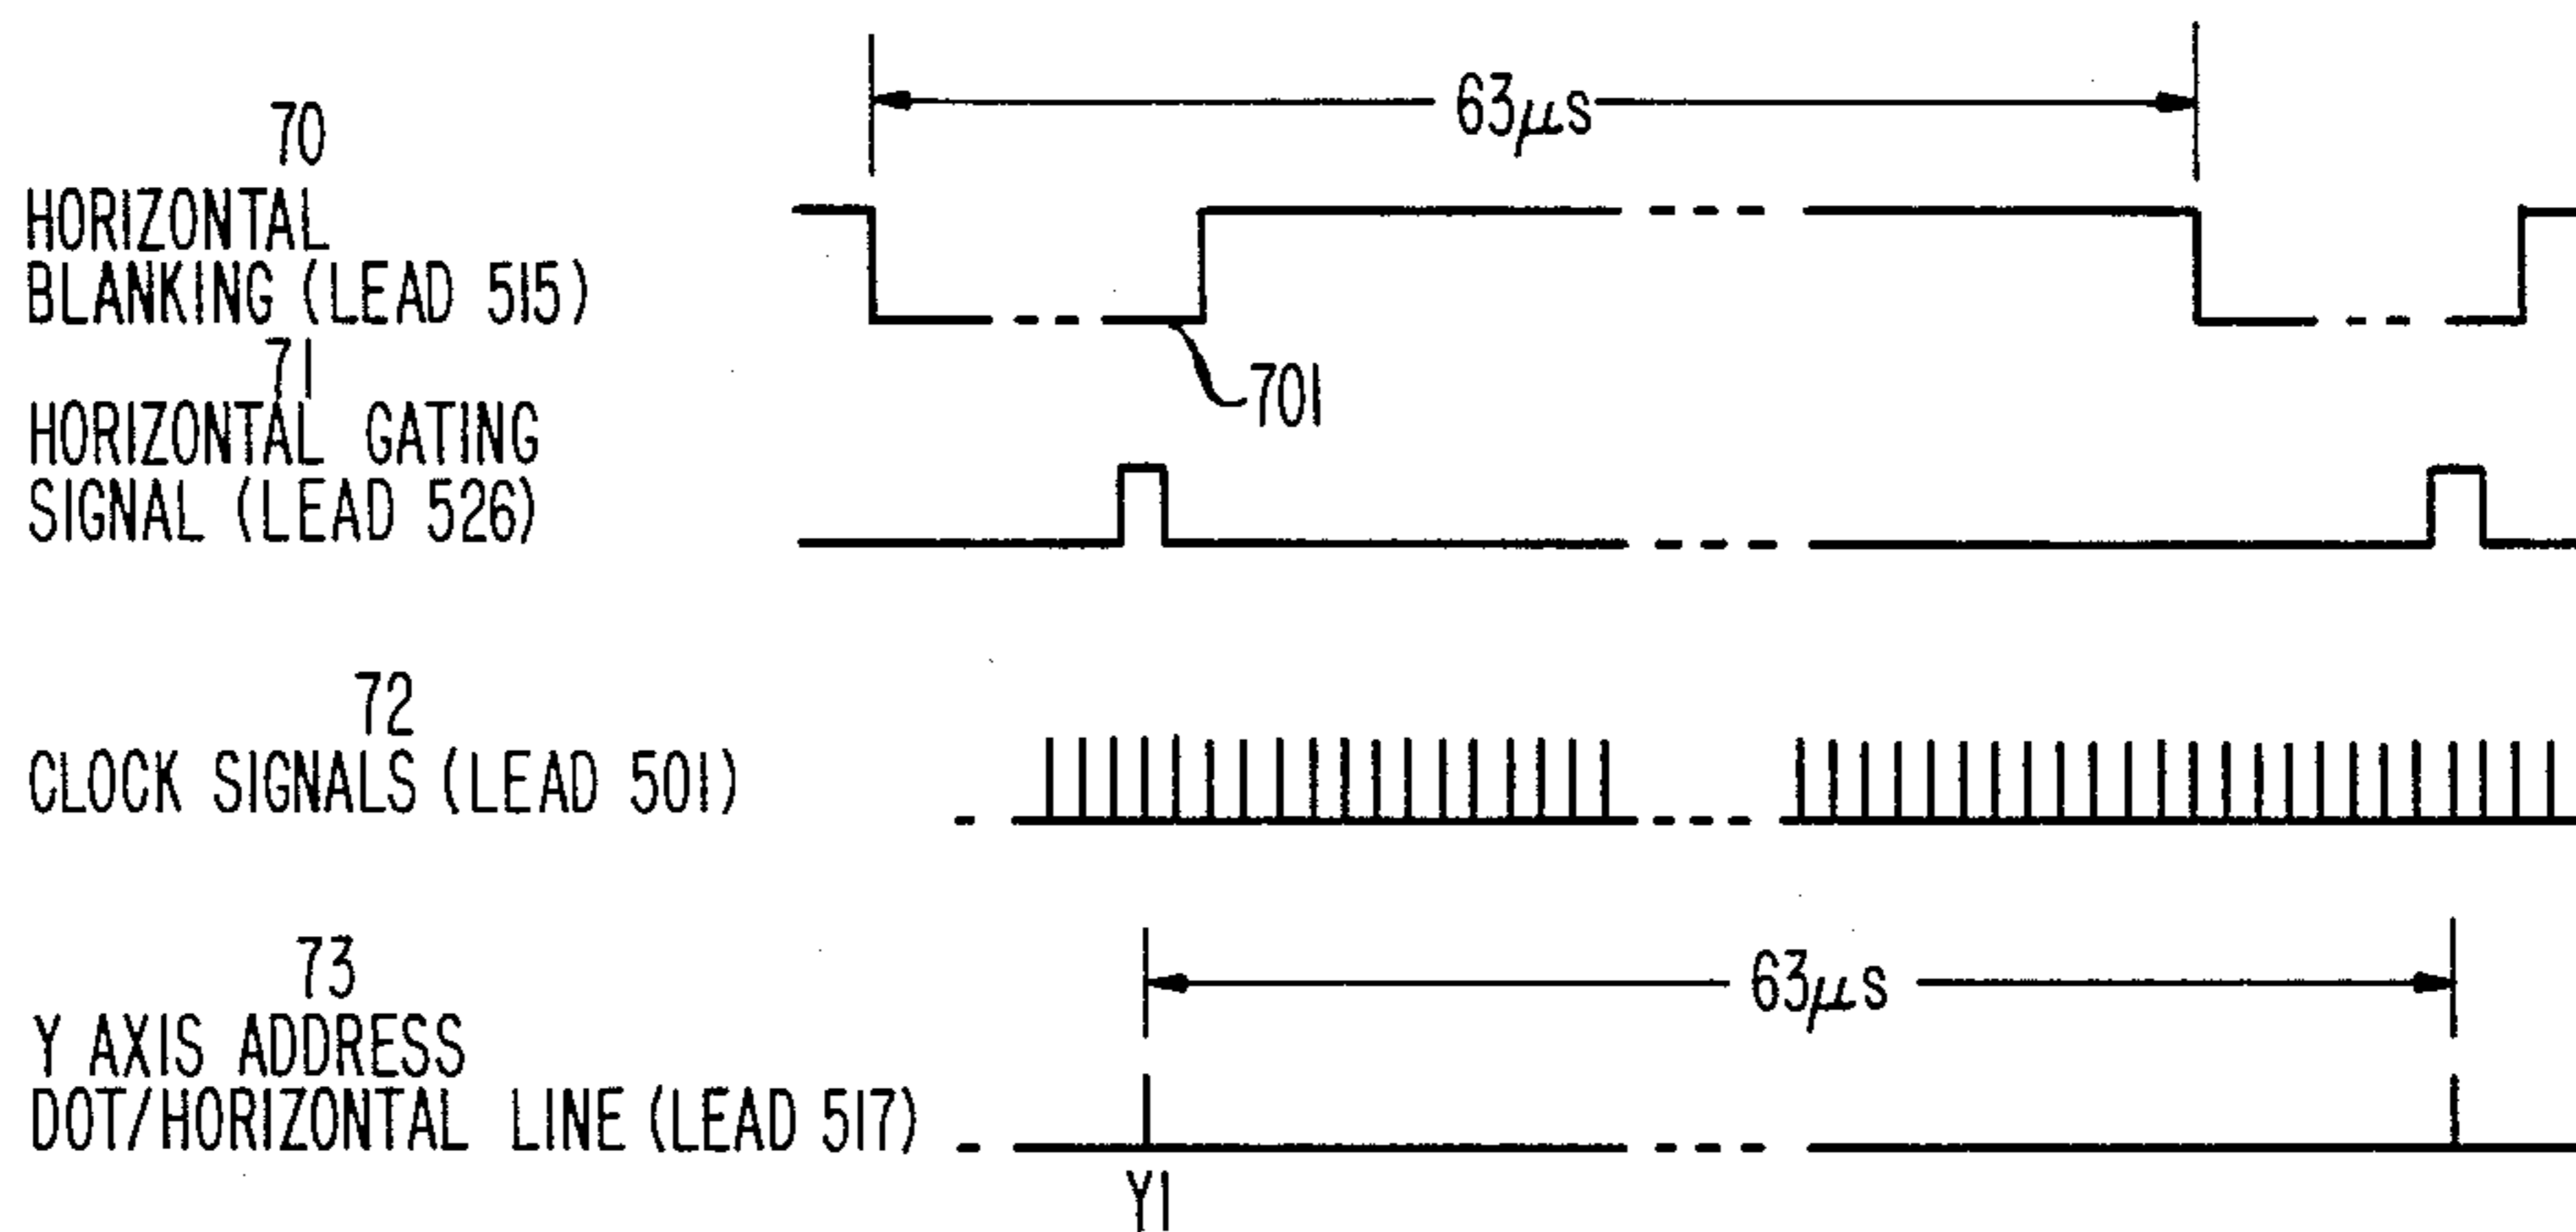 63μs
70
HORIZONTAL
BLANKING (LEAD 515)
701
71
HORIZONTAL GATING
SIGNAL (LEAD 526)
72
CLOCK SIGNALS (LEAD 501)
73
63μs
Y AXIS ADDRESS
DOT/HORIZONTAL LINE (LEAD 517)
Y1